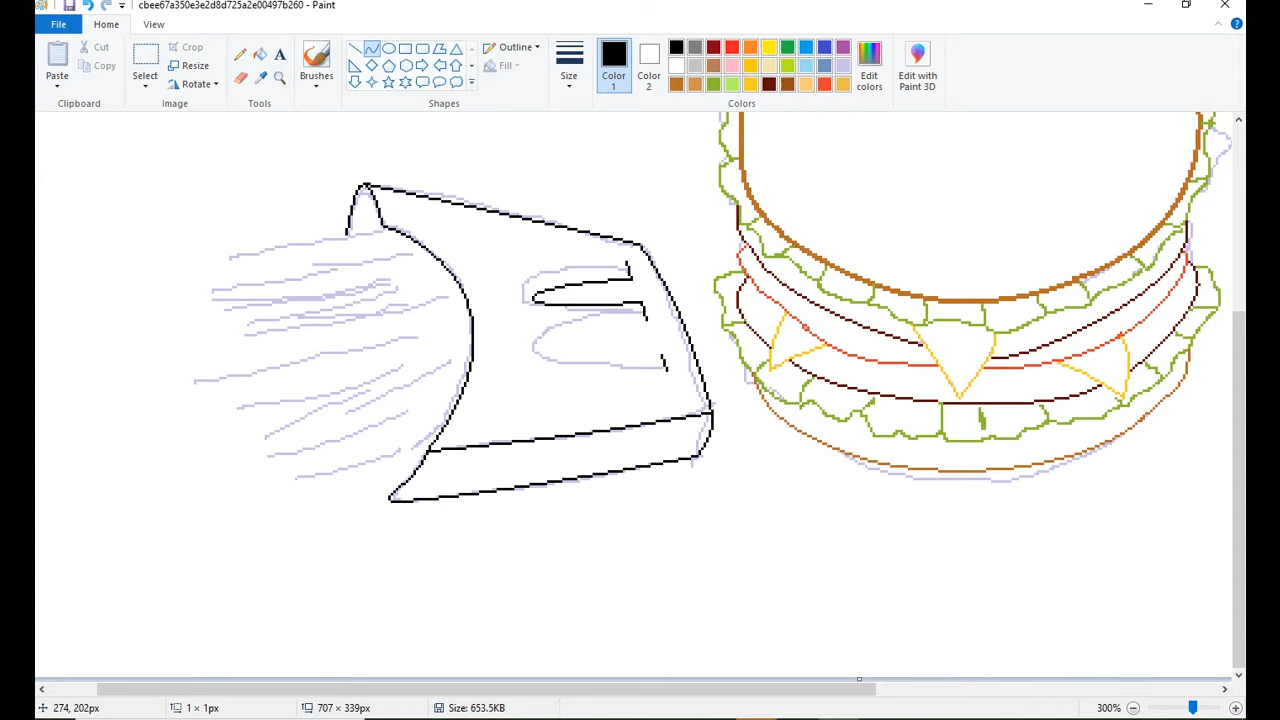 cbee67a350e3e2d8d725a2e00497b260 - Paint
File Home View
Paste
Cut
Copy
Clipboard
Select
Crop
Resize
Rotate
Image
A
Tools
Brushes
Outline
Fill
Shapes
Size
Color
1
Color
2
Edit
colors
Colors
Edit with
Paint 3D
274, 202px
1 × 1px
707 × 339px
Size: 653.5KB
300%